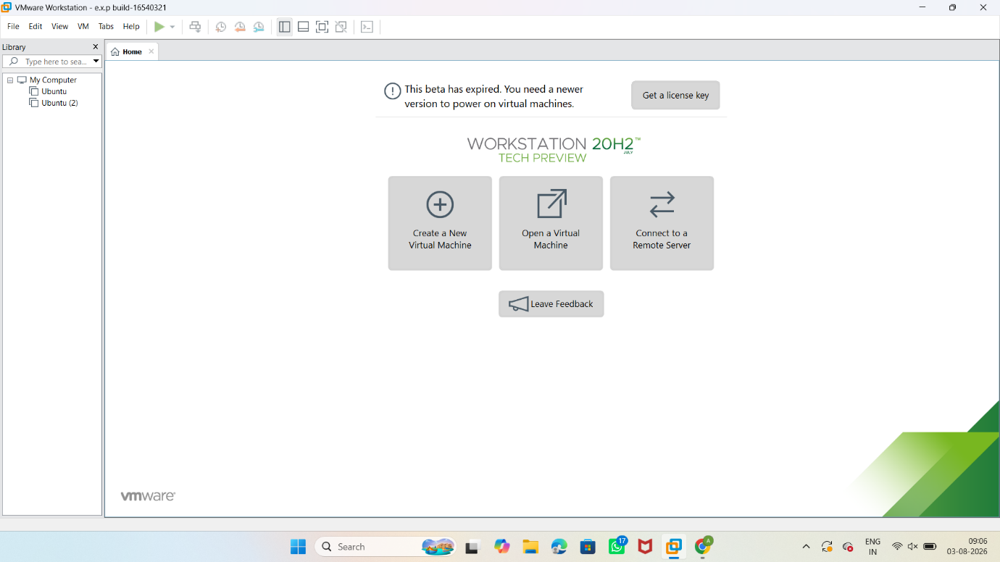 VMware Workstation - e.x.p build-16540321
File Edit View VM Tabs Help
Library
Type here to sea...
My Computer
Ubuntu
Ubuntu (2)
Home
This beta has expired. You need a newer
version to power on virtual machines.
Get a license key
WORKSTATION 20H2™
JULY
TECH PREVIEW
Create a New
Virtual Machine
Open a Virtual
Machine
Connect to a
Remote Server
Leave Feedback
vmware®
Search
17
A
ENG
IN
09:06
03-08-2026